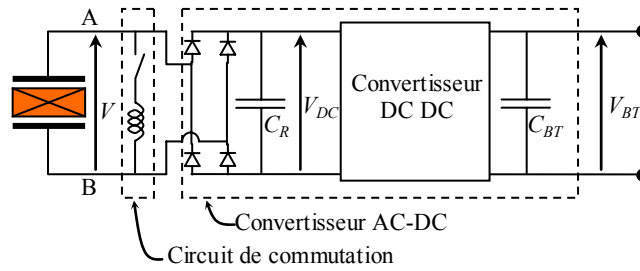 A
V
B
C_R
V_DC
Convertisseur
DC DC
C_BT
V_BT
Convertisseur AC-DC
Circuit de commutation